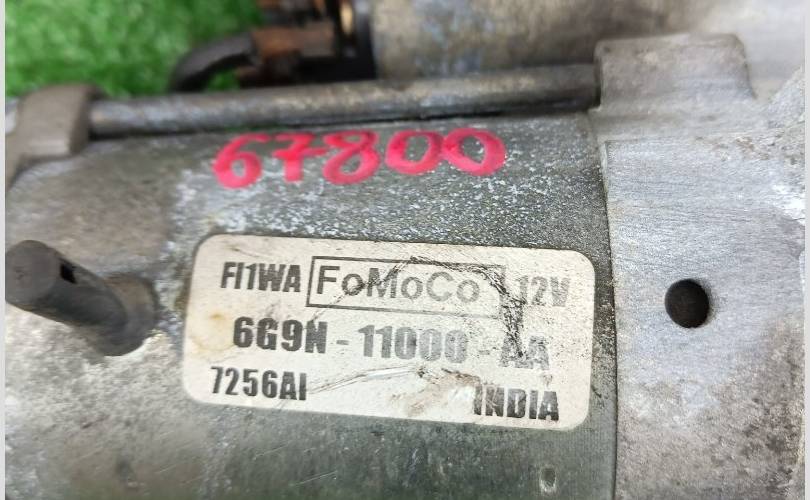 67800
FI1WA FoMoCo 12V
6G9N - 11000 - AA
7256AI INDIA